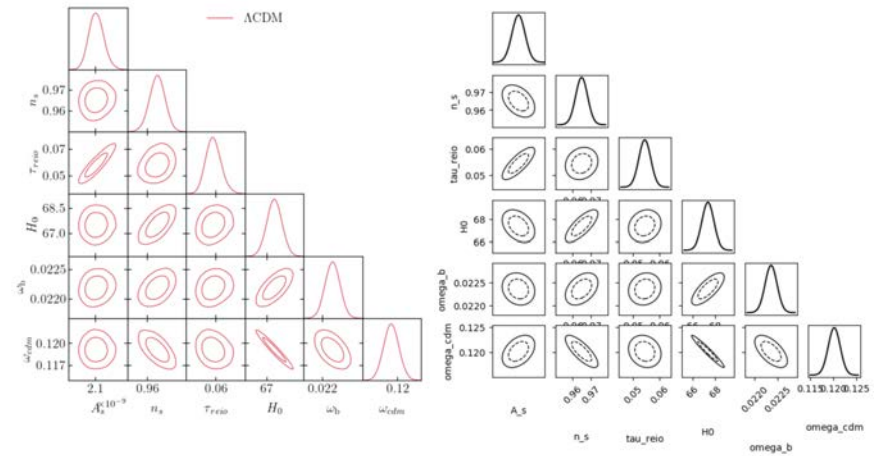 ΛCDM
n_s
0.97
0.96
τ_reio
0.07
0.05
H_0
68.5
67.0
ω_b
0.0225
0.0220
ω_cdm
0.120
0.117
2.1
0.96
0.06
67
0.022
0.12
A_s ×10^−9
n_s
τ_reio
H_0
ω_b
ω_cdm
n_s
0.97
0.96
tau_reio
0.06
0.05
H0
68
66
omega_b
0.0225
0.0220
omega_cdm
0.125
0.120
0.96
0.97
0.05
0.06
66
68
0.0220
0.0225
0.115
0.120
0.125
A_s
n_s
tau_reio
H0
omega_b
omega_cdm